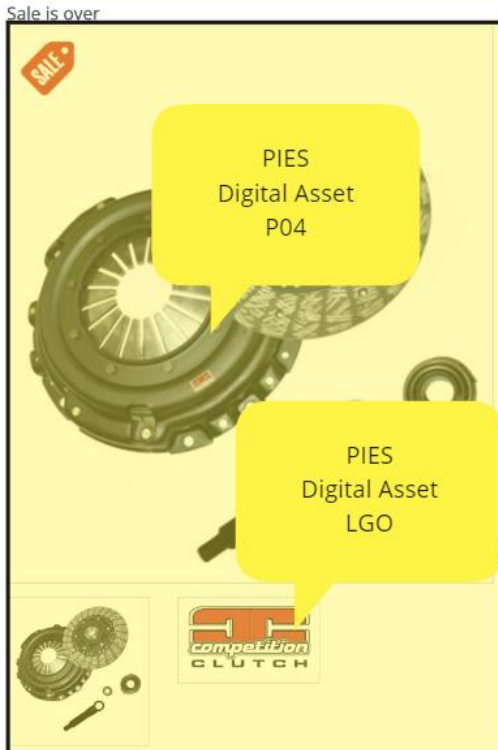 Sale is over
SALE
PIES
Digital Asset
P04
PIES
Digital Asset
LGO
competition
CLUTCH